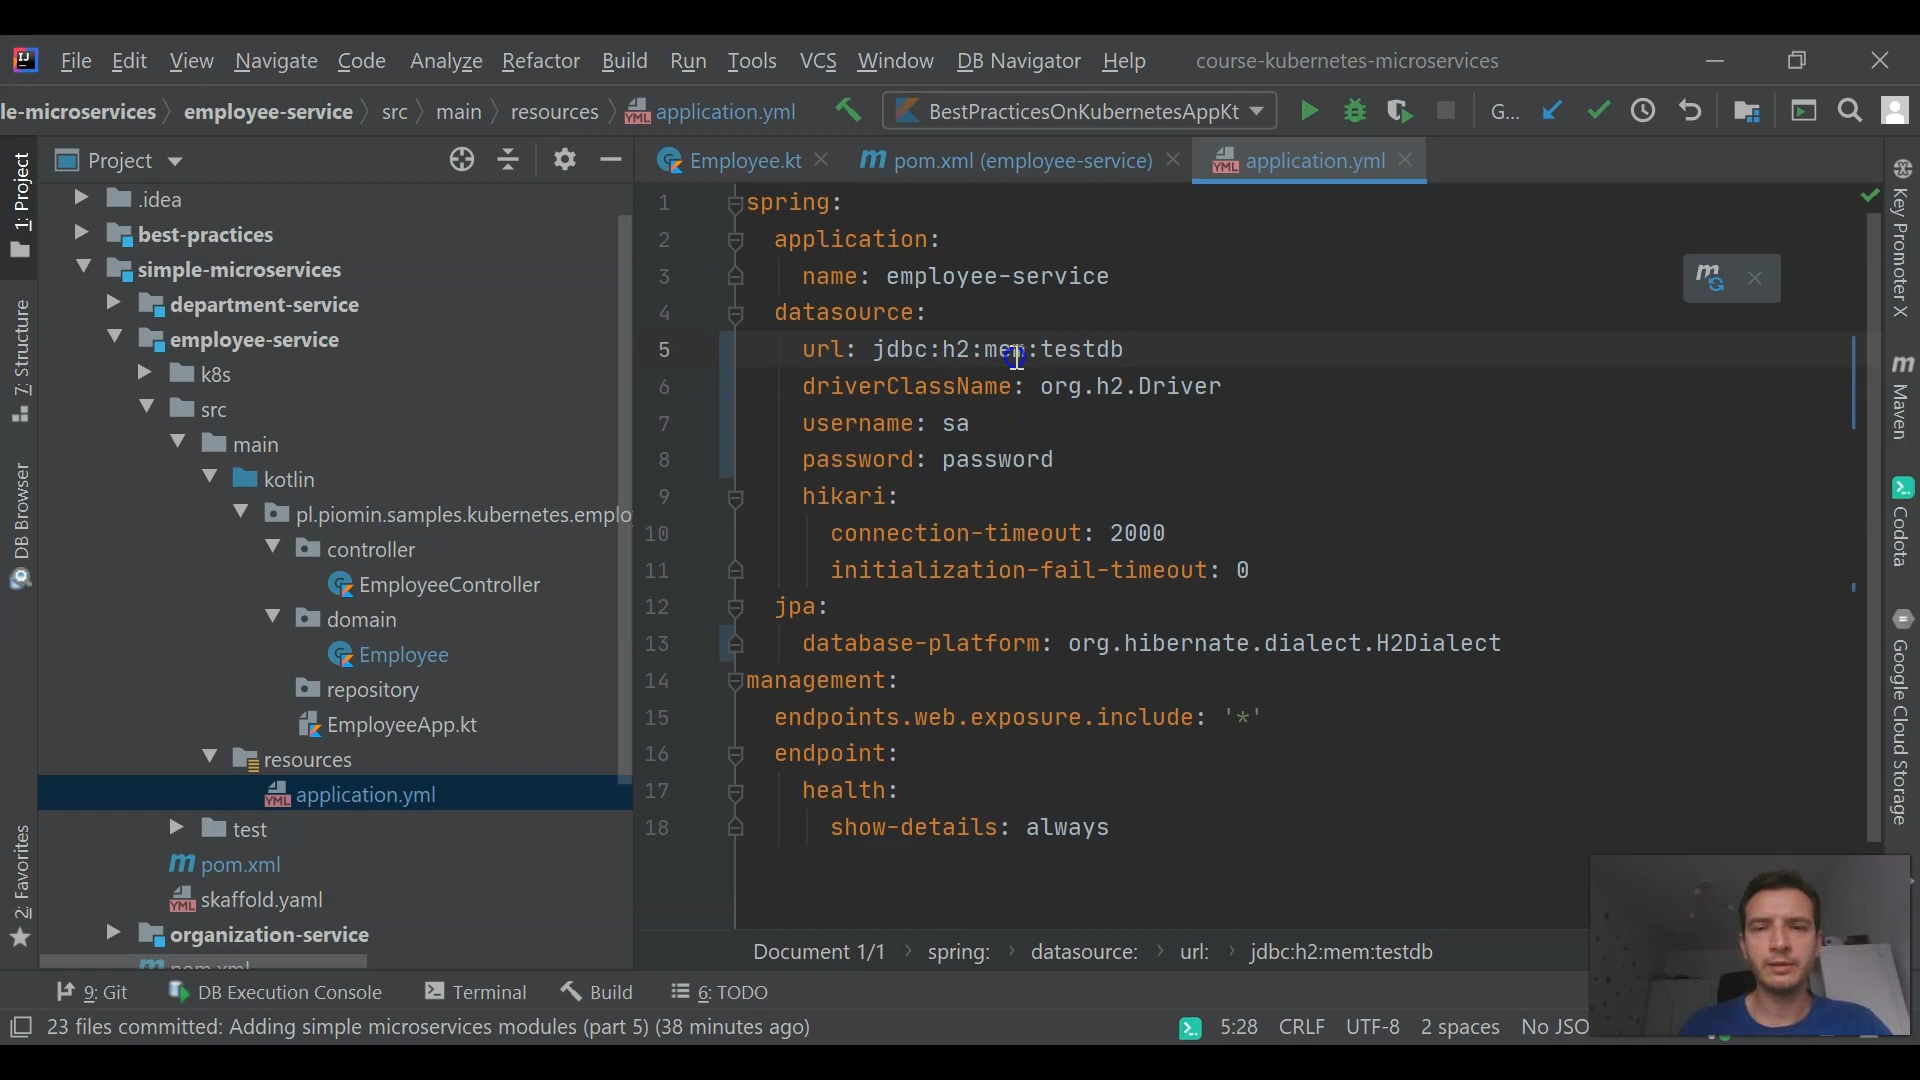 IJ File Edit View Navigate Code Analyze Refactor Build Run Tools VCS Window DB Navigator Help course-kubernetes-microservices
le-microservices employee-service src main resources application.yml BestPracticesOnKubernetesAppKt G...
Project
Employee.kt pom.xml (employee-service) application.yml
1: Project
7: Structure
DB Browser
2: Favorites
.idea
best-practices
simple-microservices
department-service
employee-service
k8s
src
main
kotlin
pl.piomin.samples.kubernetes.emplo
controller
EmployeeController
domain
Employee
repository
EmployeeApp.kt
resources
application.yml
test
pom.xml
skaffold.yaml
organization-service
pom.xml
1 spring:
2 application:
3 name: employee-service
4 datasource:
5 url: jdbc:h2:mem:testdb
6 driverClassName: org.h2.Driver
7 username: sa
8 password: password
9 hikari:
10 connection-timeout: 2000
11 initialization-fail-timeout: 0
12 jpa:
13 database-platform: org.hibernate.dialect.H2Dialect
14 management:
15 endpoints.web.exposure.include: '*'
16 endpoint:
17 health:
18 show-details: always
Key Promoter X
Maven
Codota
Google Cloud Storage
Document 1/1 spring: datasource: url: jdbc:h2:mem:testdb
9: Git DB Execution Console Terminal Build 6: TODO
23 files committed: Adding simple microservices modules (part 5) (38 minutes ago) 5:28 CRLF UTF-8 2 spaces No JSO